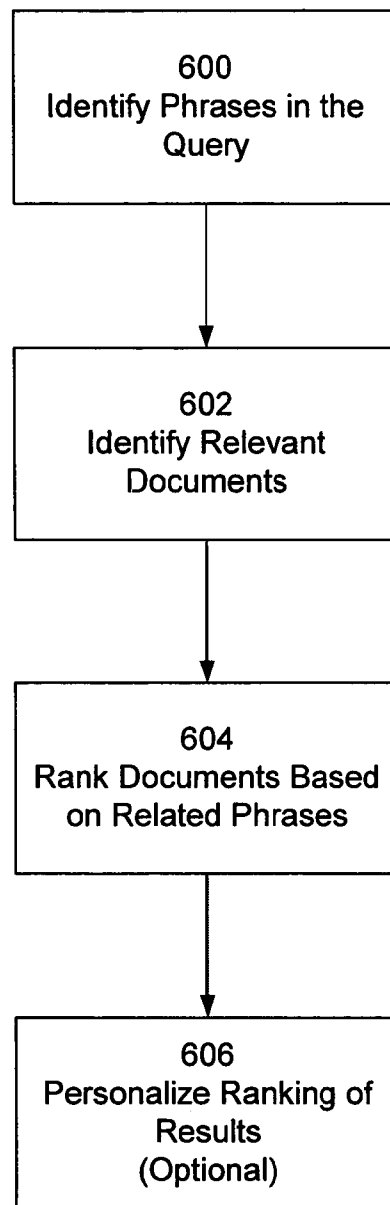 600
Identify Phrases in the
Query
602
Identify Relevant
Documents
604
Rank Documents Based
on Related Phrases
606
Personalize Ranking of
Results
(Optional)